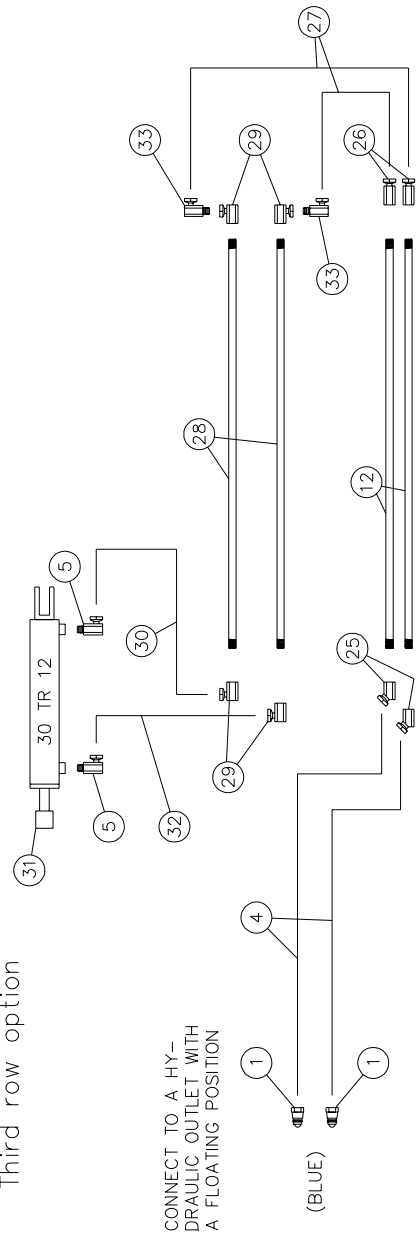 Third row option
31
30 TR 12
5
5
30
32
29
28
33
29
33
27
26
12
25
CONNECT TO A HY-
DRAULIC OUTLET WITH
A FLOATING POSITION
1
4
(BLUE)
1